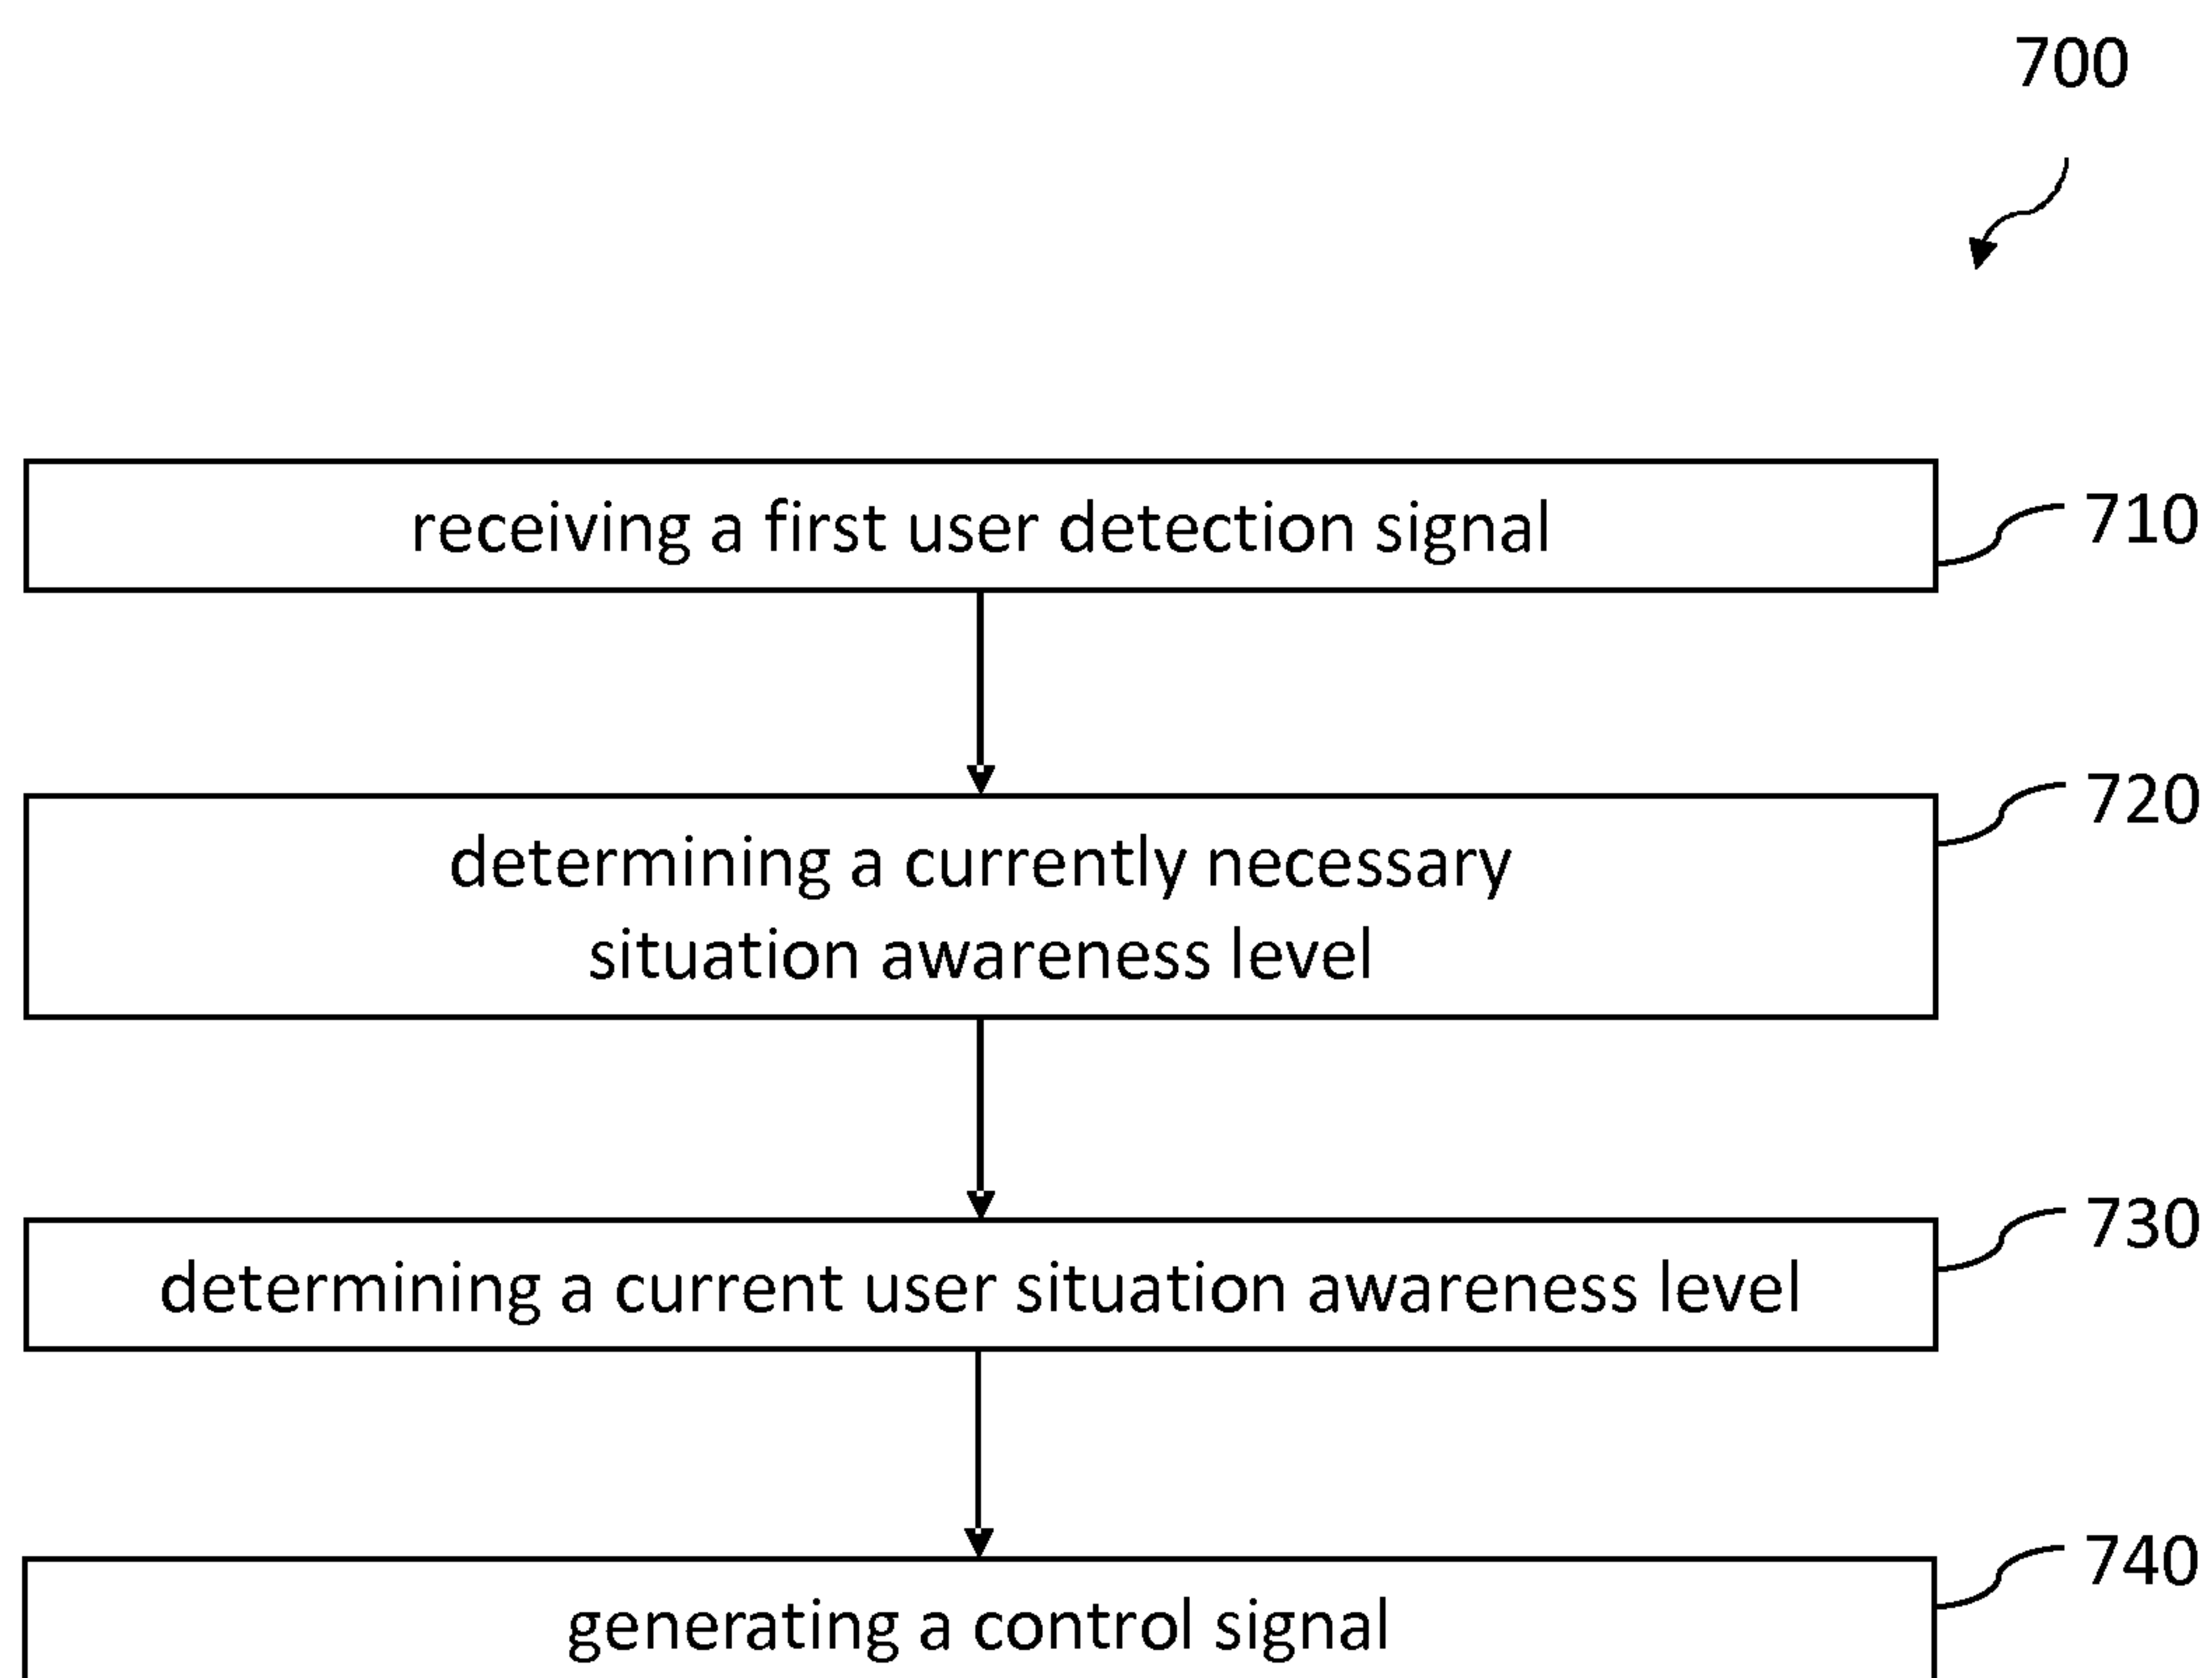 700
receiving a first user detection signal
710
determining a currently necessary
situation awareness level
720
determining a current user situation awareness level
730
generating a control signal
740